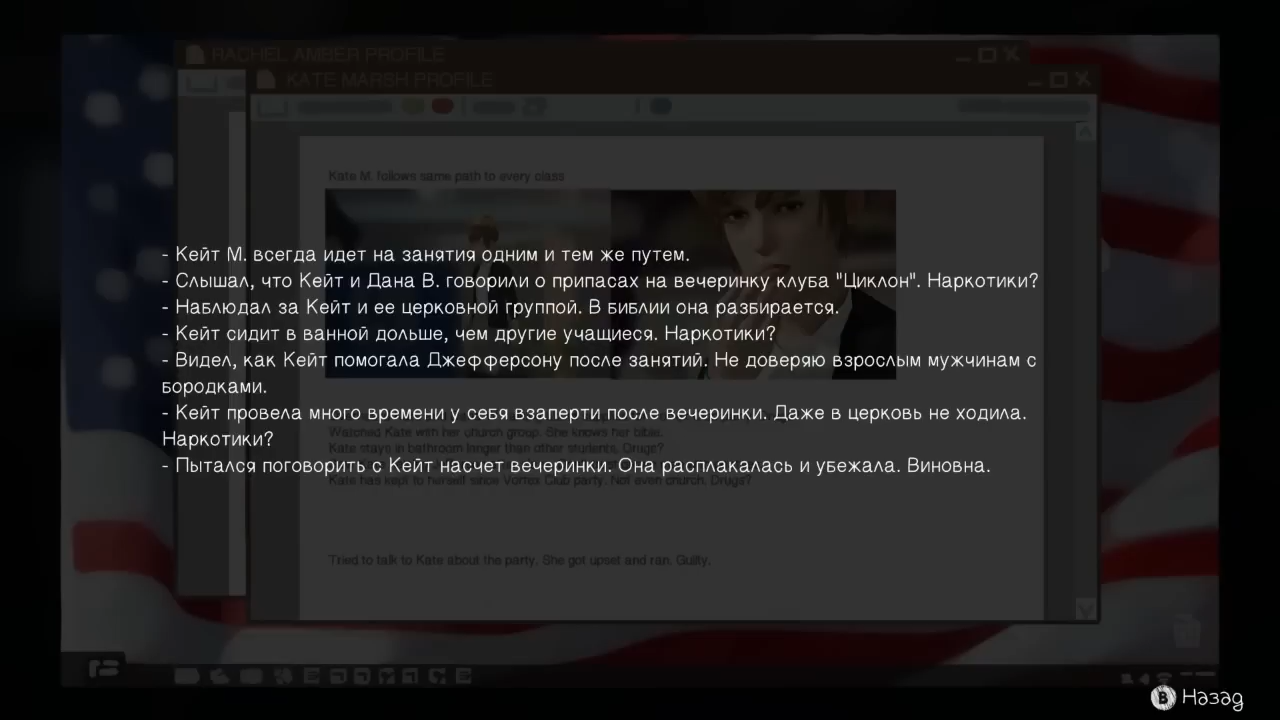 RACHEL AMBER PROFILE
KATE MARSH PROFILE
Kate M. follows same path to every class
- Кейт М. всегда идет на занятия одним и тем же путем.
- Слышал, что Кейт и Дана В. говорили о припасах на вечеринку клуба "Циклон". Наркотики?
- Наблюдал за Кейт и ее церковной группой. В библии она разбирается.
- Кейт сидит в ванной дольше, чем другие учащиеся. Наркотики?
- Видел, как Кейт помогала Джефферсону после занятий. Не доверяю взрослым мужчинам с
бородками.
- Кейт провела много времени у себя взаперти после вечеринки. Даже в церковь не ходила.
Наркотики?
- Пытался поговорить с Кейт насчет вечеринки. Она расплакалась и убежала. Виновна.
Watched Kate with her church group. She knows her bible.
Kate stays in bathroom longer than other students. Drugs?
Kate has kept to herself since Vortex Club party. Not even church. Drugs?
Tried to talk to Kate about the party. She got upset and ran. Guilty.
B Назад